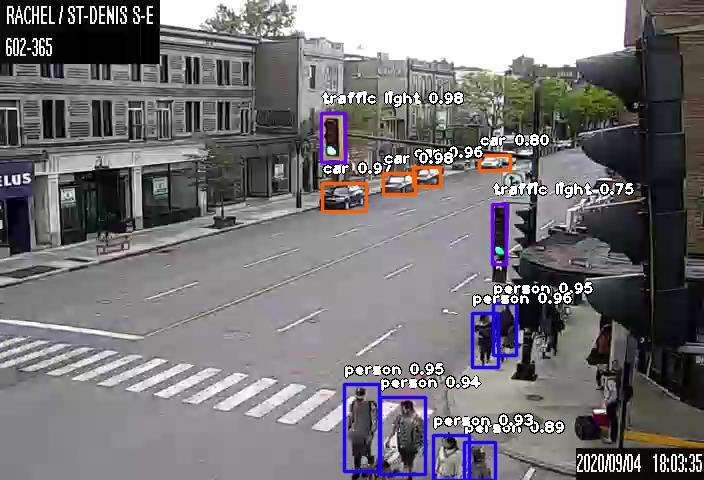 RACHEL / ST-DENIS S-E
602-365
traffic light 0.98
car 0.80
car 0.96
car 0.98
car 0.97
ELUS
traffic light 0.75
person 0.95
person 0.96
person 0.95
person 0.94
person 0.93
person 0.89
2020/09/04 18:03:35